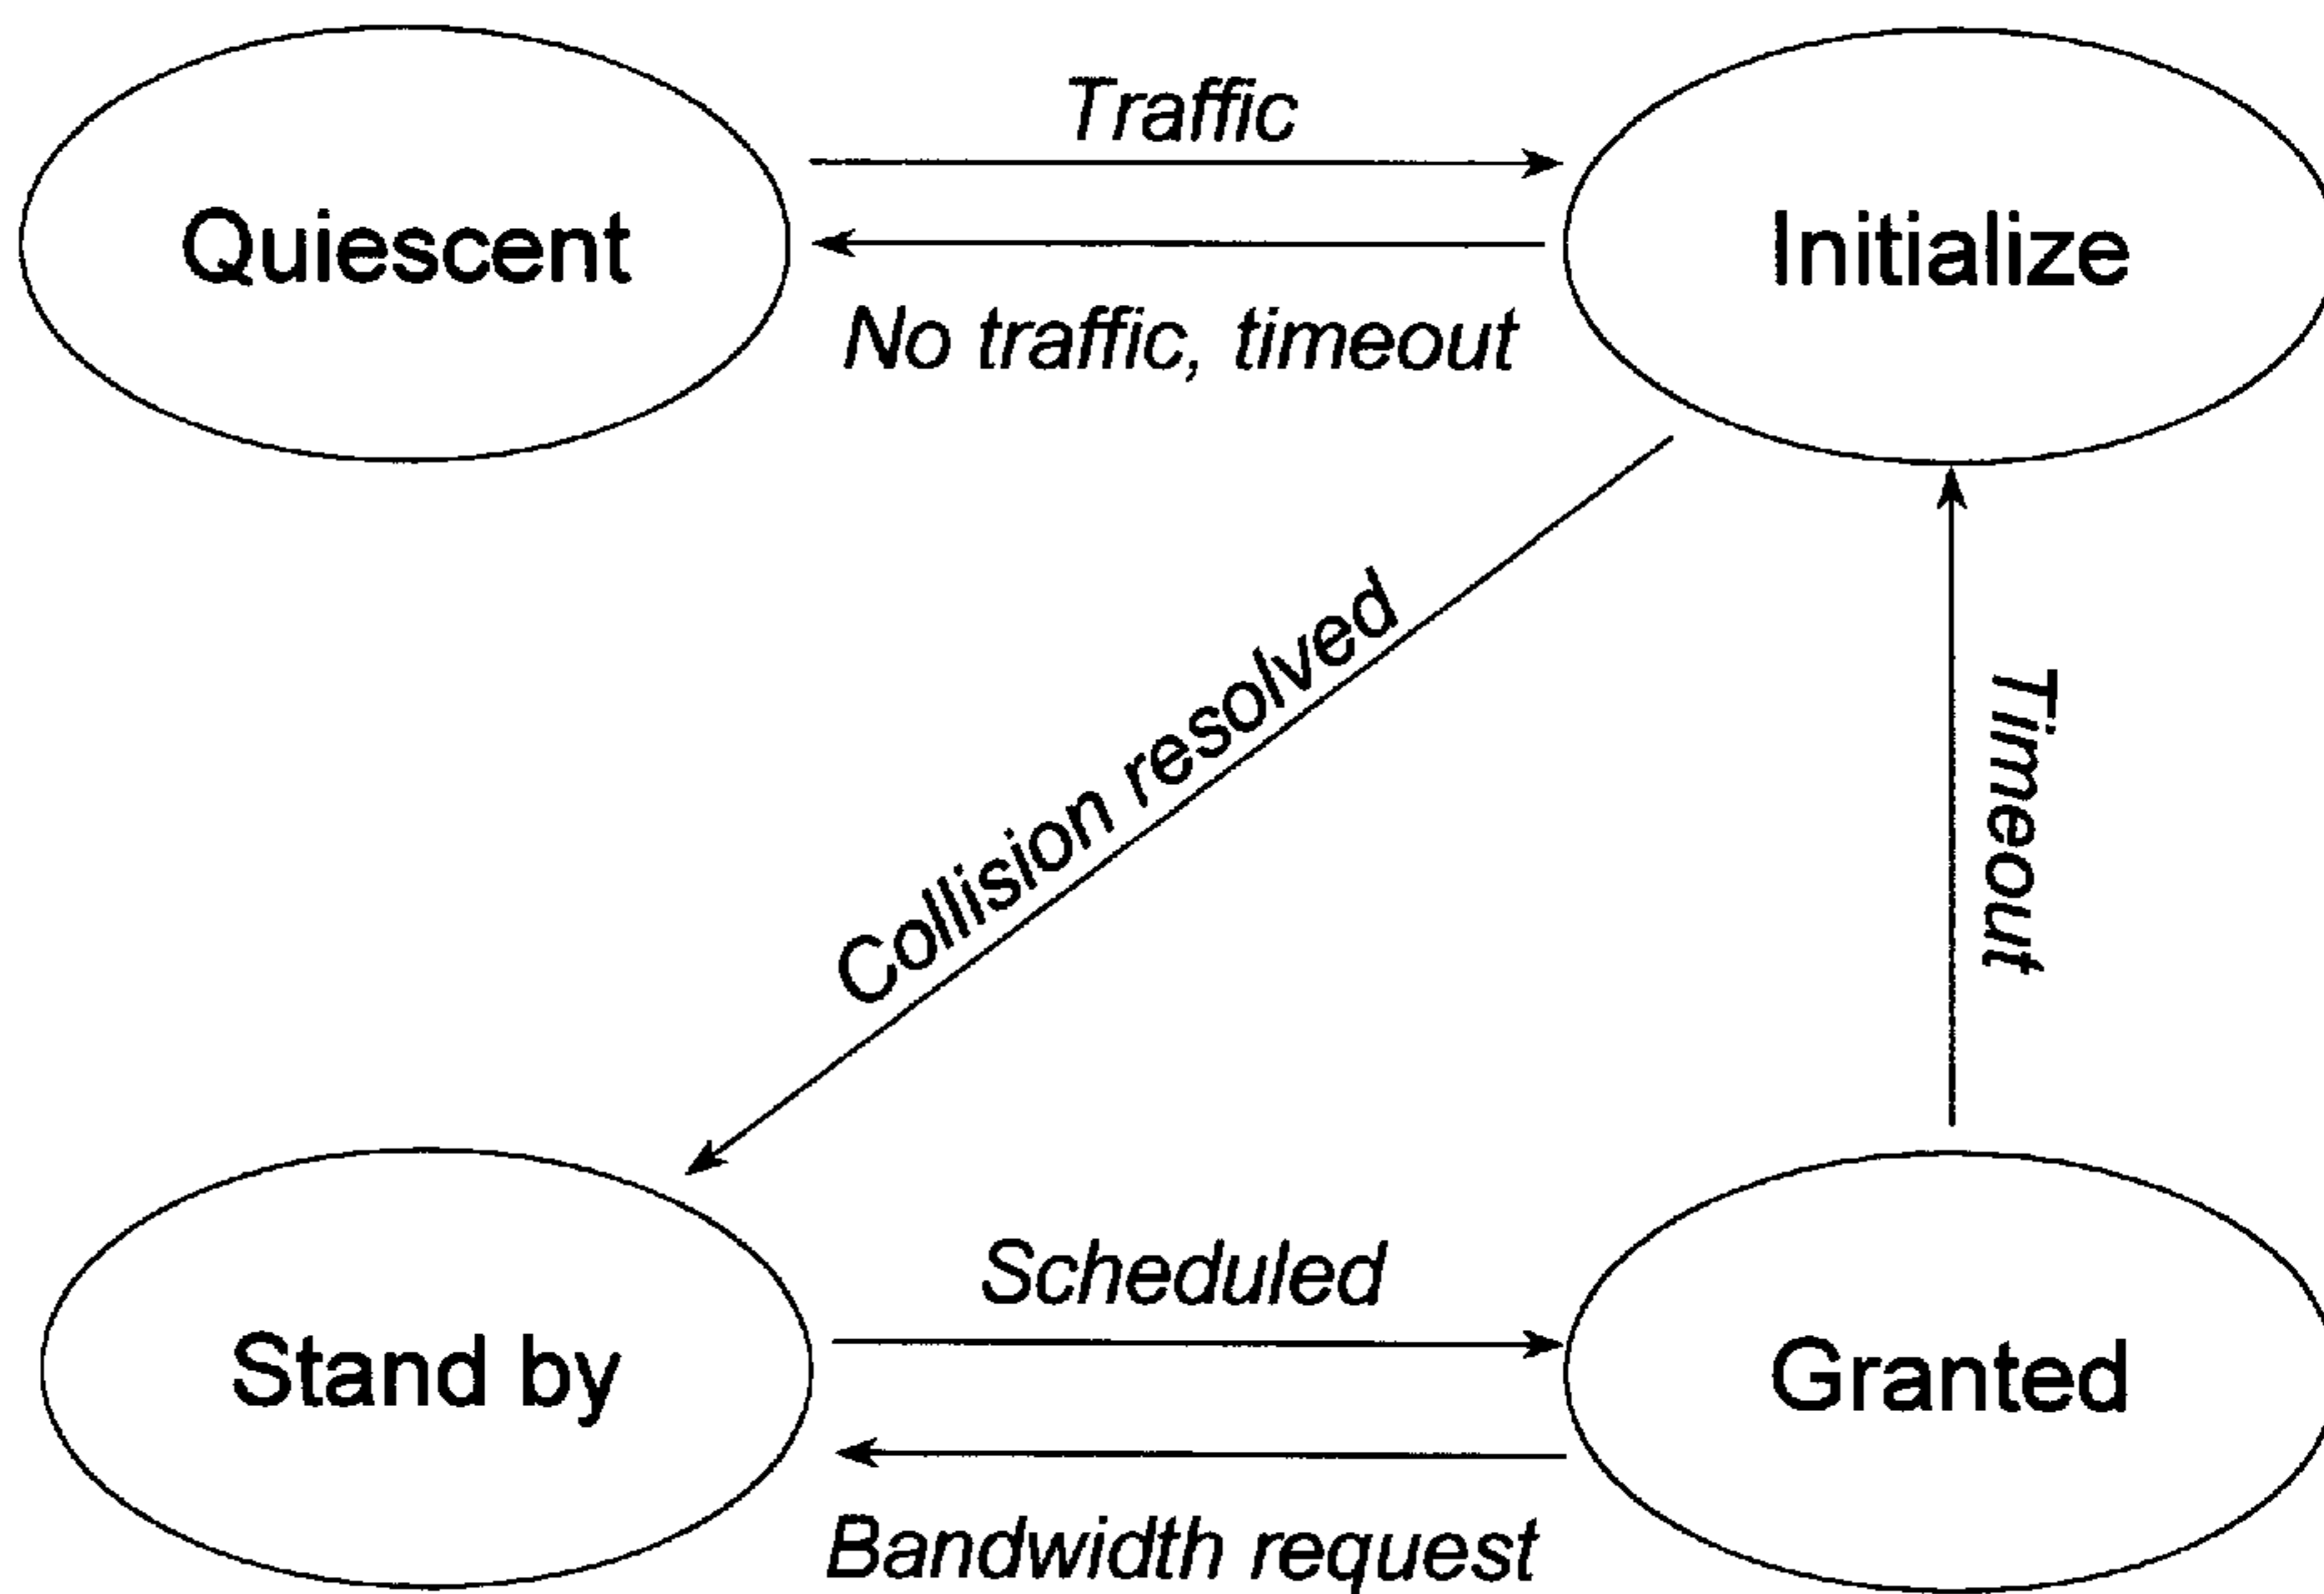 Traffic
Quiescent
Initialize
No traffic, timeout
Collision resolved
Timeout
Scheduled
Stand by
Granted
Bandwidth request